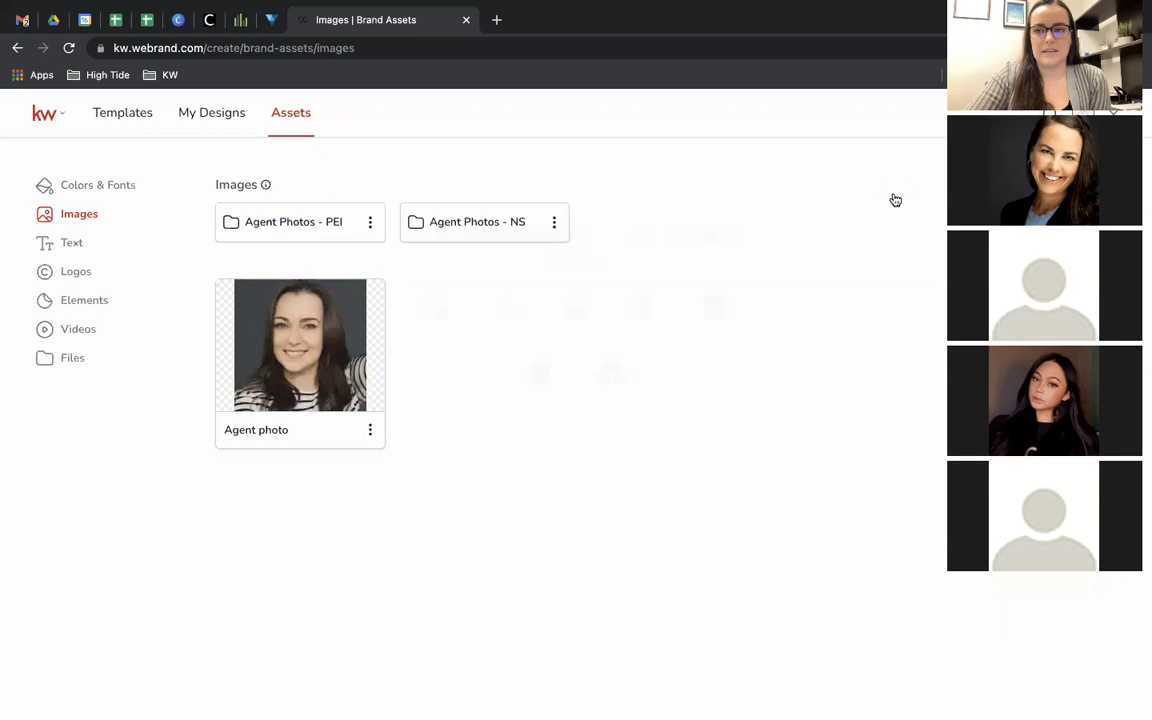 Images | Brand Assets
kw.webrand.com/create/brand-assets/images
Apps
High Tide
KW
kw
Templates
My Designs
Assets
Colors & Fonts
Images
Text
Logos
Elements
Videos
Files
Images
Agent Photos - PEI
Agent Photos - NS
Agent photo